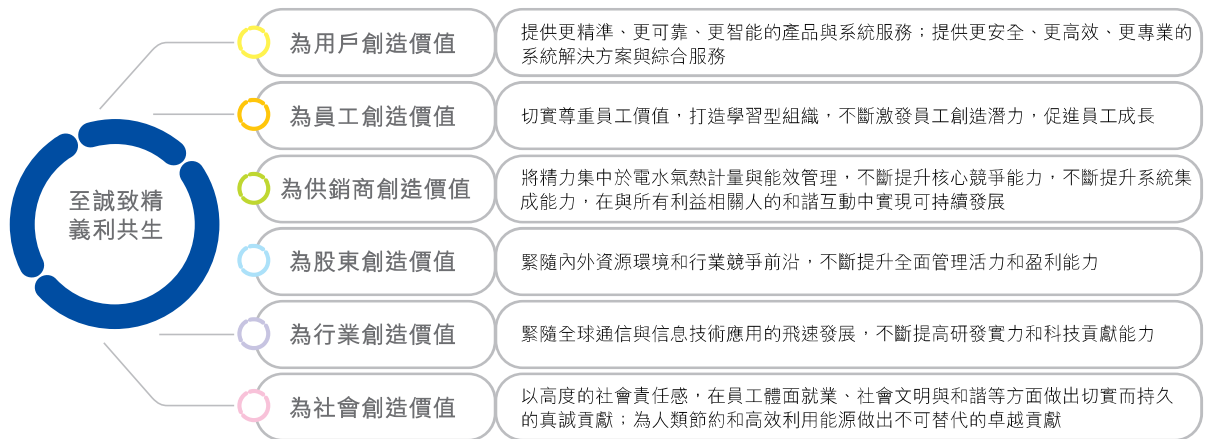 至誠致精
義利共生
為用戶創造價值
提供更精準、更可靠、更智能的產品與系統服務；提供更安全、更高效、更專業的
系統解決方案與綜合服務
為員工創造價值
切實尊重員工價值，打造學習型組織，不斷激發員工創造潛力，促進員工成長
為供銷商創造價值
將精力集中於電水氣熱計量與能效管理，不斷提升核心競爭能力，不斷提升系統集
成能力，在與所有利益相關人的和諧互動中實現可持續發展
為股東創造價值
緊隨內外資源環境和行業競爭前沿，不斷提升全面管理活力和盈利能力
為行業創造價值
緊隨全球通信與信息技術應用的飛速發展，不斷提高研發實力和科技貢獻能力
為社會創造價值
以高度的社會責任感，在員工體面就業、社會文明與和諧等方面做出切實而持久
的真誠貢獻；為人類節約和高效利用能源做出不可替代的卓越貢獻